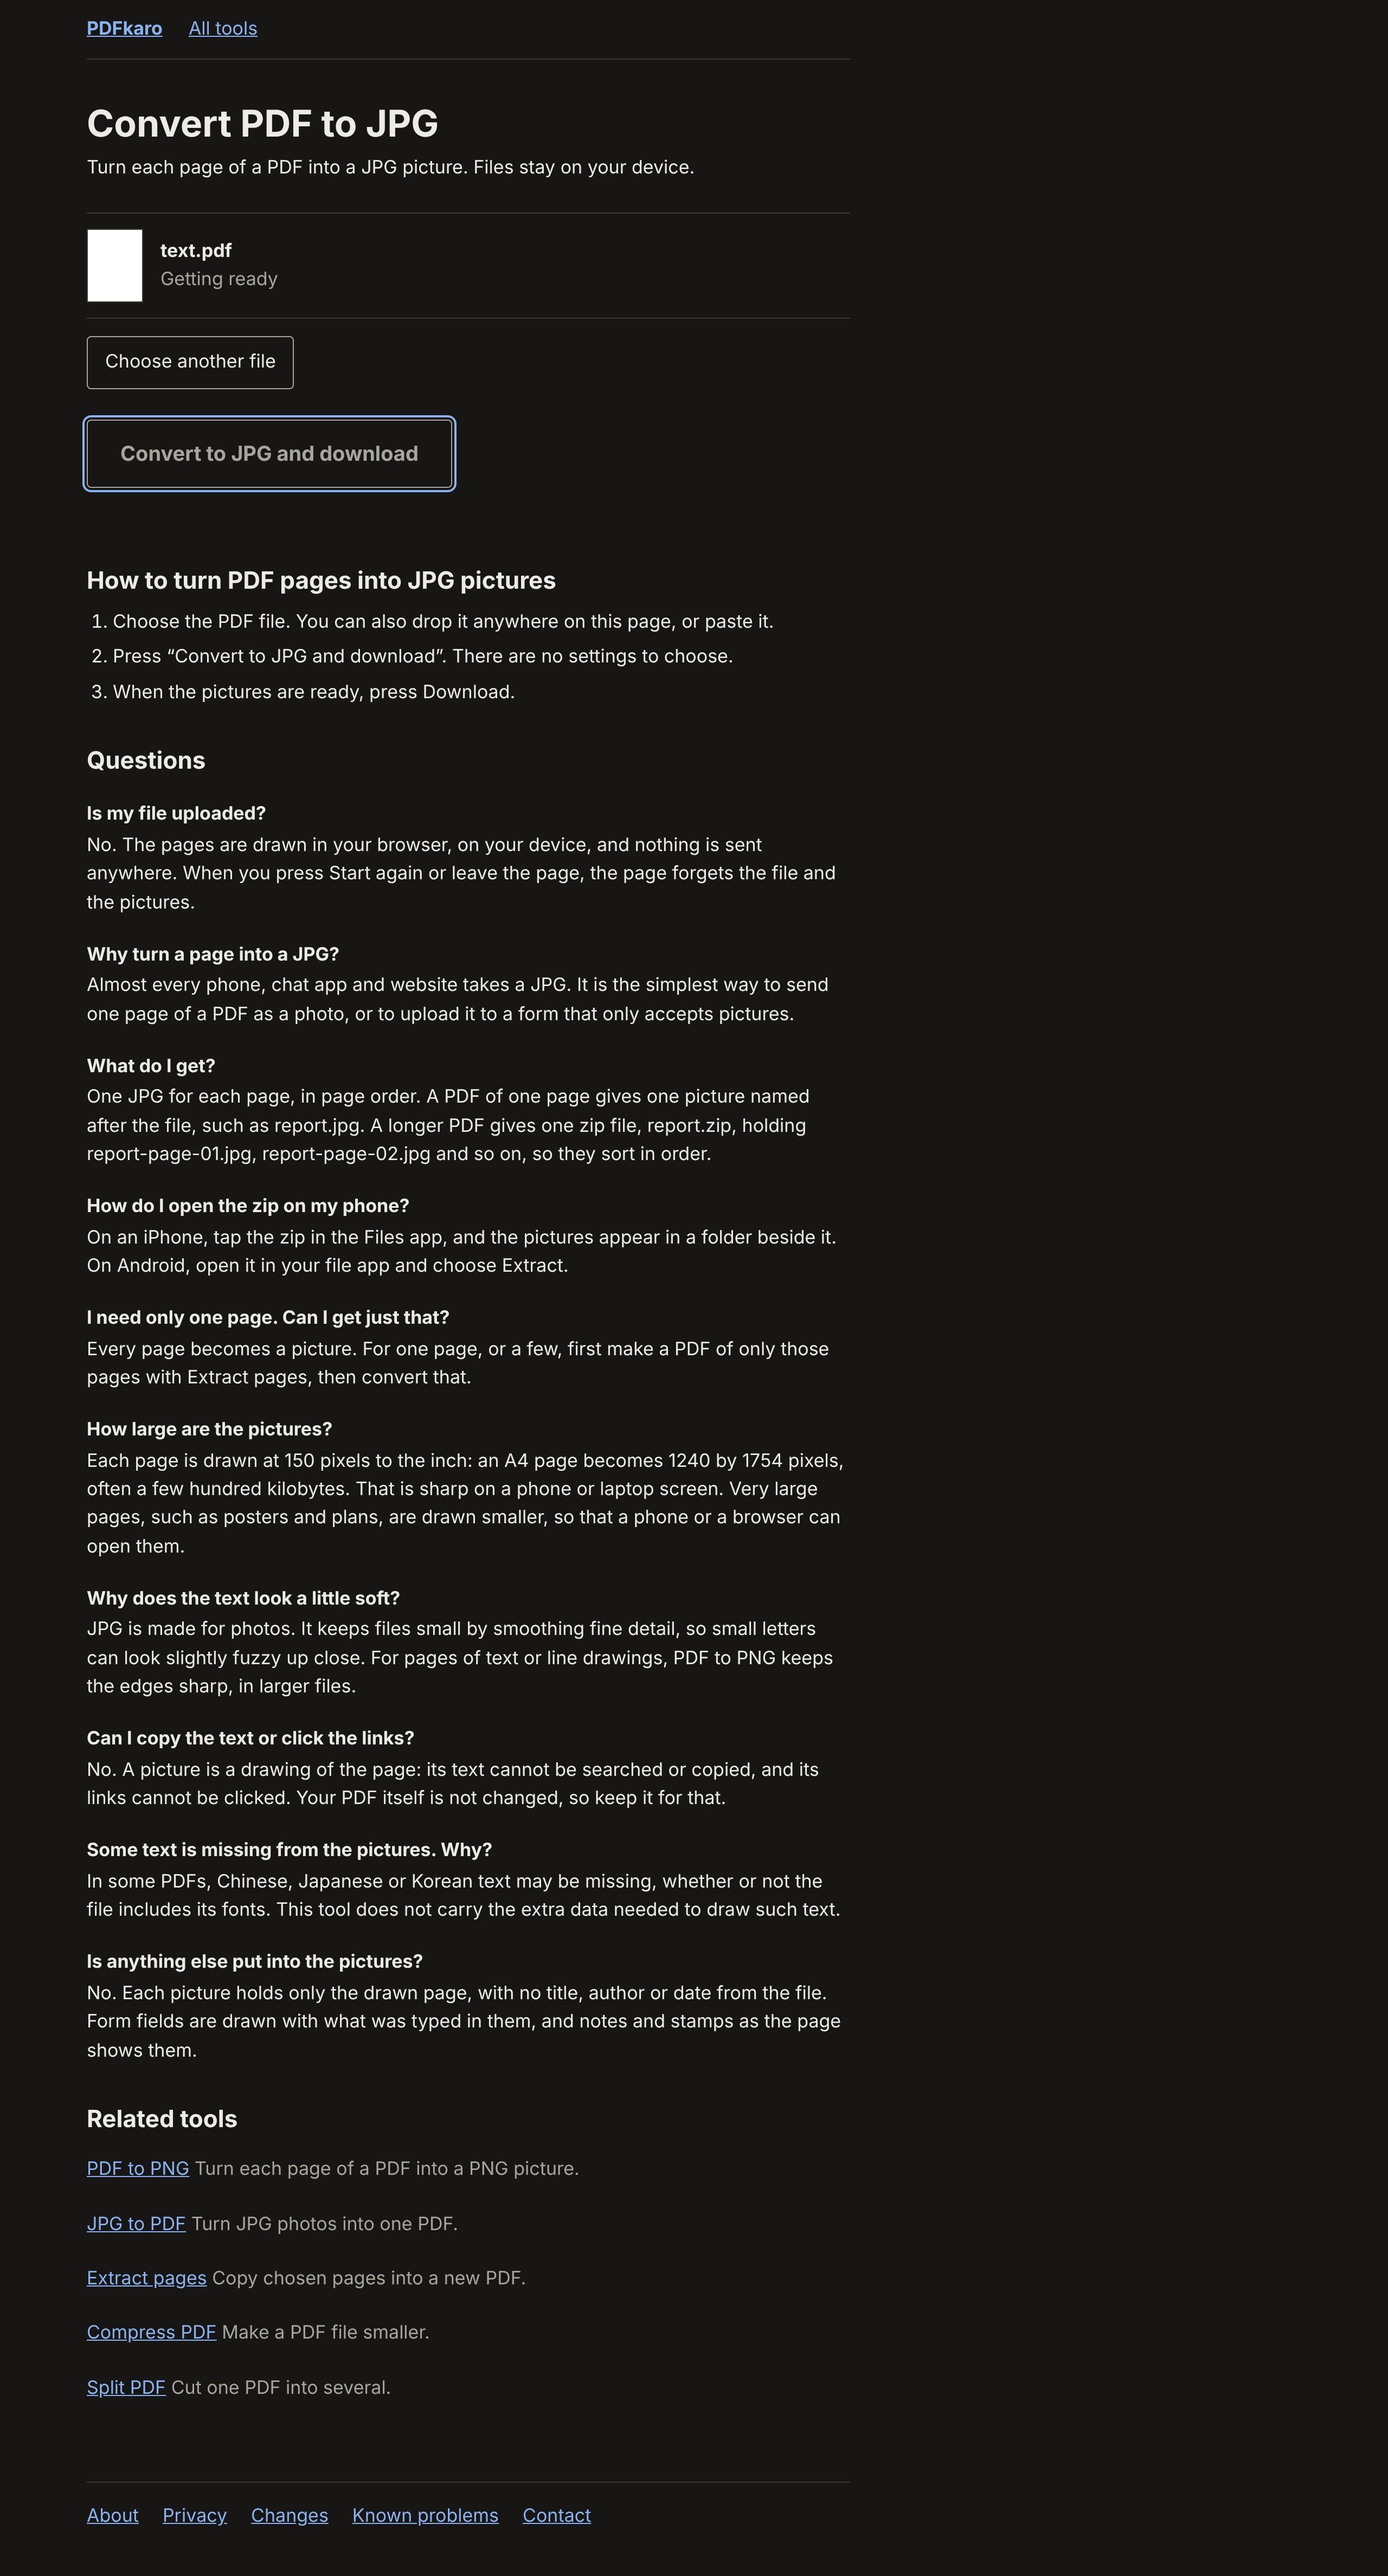 PDFkaro All tools
Convert PDF to JPG
Turn each page of a PDF into a JPG picture. Files stay on your device.
text.pdf
Getting ready
Choose another file
Convert to JPG and download
How to turn PDF pages into JPG pictures
1. Choose the PDF file. You can also drop it anywhere on this page, or paste it.
2. Press “Convert to JPG and download”. There are no settings to choose.
3. When the pictures are ready, press Download.
Questions
Is my file uploaded?
No. The pages are drawn in your browser, on your device, and nothing is sent
anywhere. When you press Start again or leave the page, the page forgets the file and
the pictures.
Why turn a page into a JPG?
Almost every phone, chat app and website takes a JPG. It is the simplest way to send
one page of a PDF as a photo, or to upload it to a form that only accepts pictures.
What do I get?
One JPG for each page, in page order. A PDF of one page gives one picture named
after the file, such as report.jpg. A longer PDF gives one zip file, report.zip, holding
report-page-01.jpg, report-page-02.jpg and so on, so they sort in order.
How do I open the zip on my phone?
On an iPhone, tap the zip in the Files app, and the pictures appear in a folder beside it.
On Android, open it in your file app and choose Extract.
I need only one page. Can I get just that?
Every page becomes a picture. For one page, or a few, first make a PDF of only those
pages with Extract pages, then convert that.
How large are the pictures?
Each page is drawn at 150 pixels to the inch: an A4 page becomes 1240 by 1754 pixels,
often a few hundred kilobytes. That is sharp on a phone or laptop screen. Very large
pages, such as posters and plans, are drawn smaller, so that a phone or a browser can
open them.
Why does the text look a little soft?
JPG is made for photos. It keeps files small by smoothing fine detail, so small letters
can look slightly fuzzy up close. For pages of text or line drawings, PDF to PNG keeps
the edges sharp, in larger files.
Can I copy the text or click the links?
No. A picture is a drawing of the page: its text cannot be searched or copied, and its
links cannot be clicked. Your PDF itself is not changed, so keep it for that.
Some text is missing from the pictures. Why?
In some PDFs, Chinese, Japanese or Korean text may be missing, whether or not the
file includes its fonts. This tool does not carry the extra data needed to draw such text.
Is anything else put into the pictures?
No. Each picture holds only the drawn page, with no title, author or date from the file.
Form fields are drawn with what was typed in them, and notes and stamps as the page
shows them.
Related tools
PDF to PNG Turn each page of a PDF into a PNG picture.
JPG to PDF Turn JPG photos into one PDF.
Extract pages Copy chosen pages into a new PDF.
Compress PDF Make a PDF file smaller.
Split PDF Cut one PDF into several.
About Privacy Changes Known problems Contact